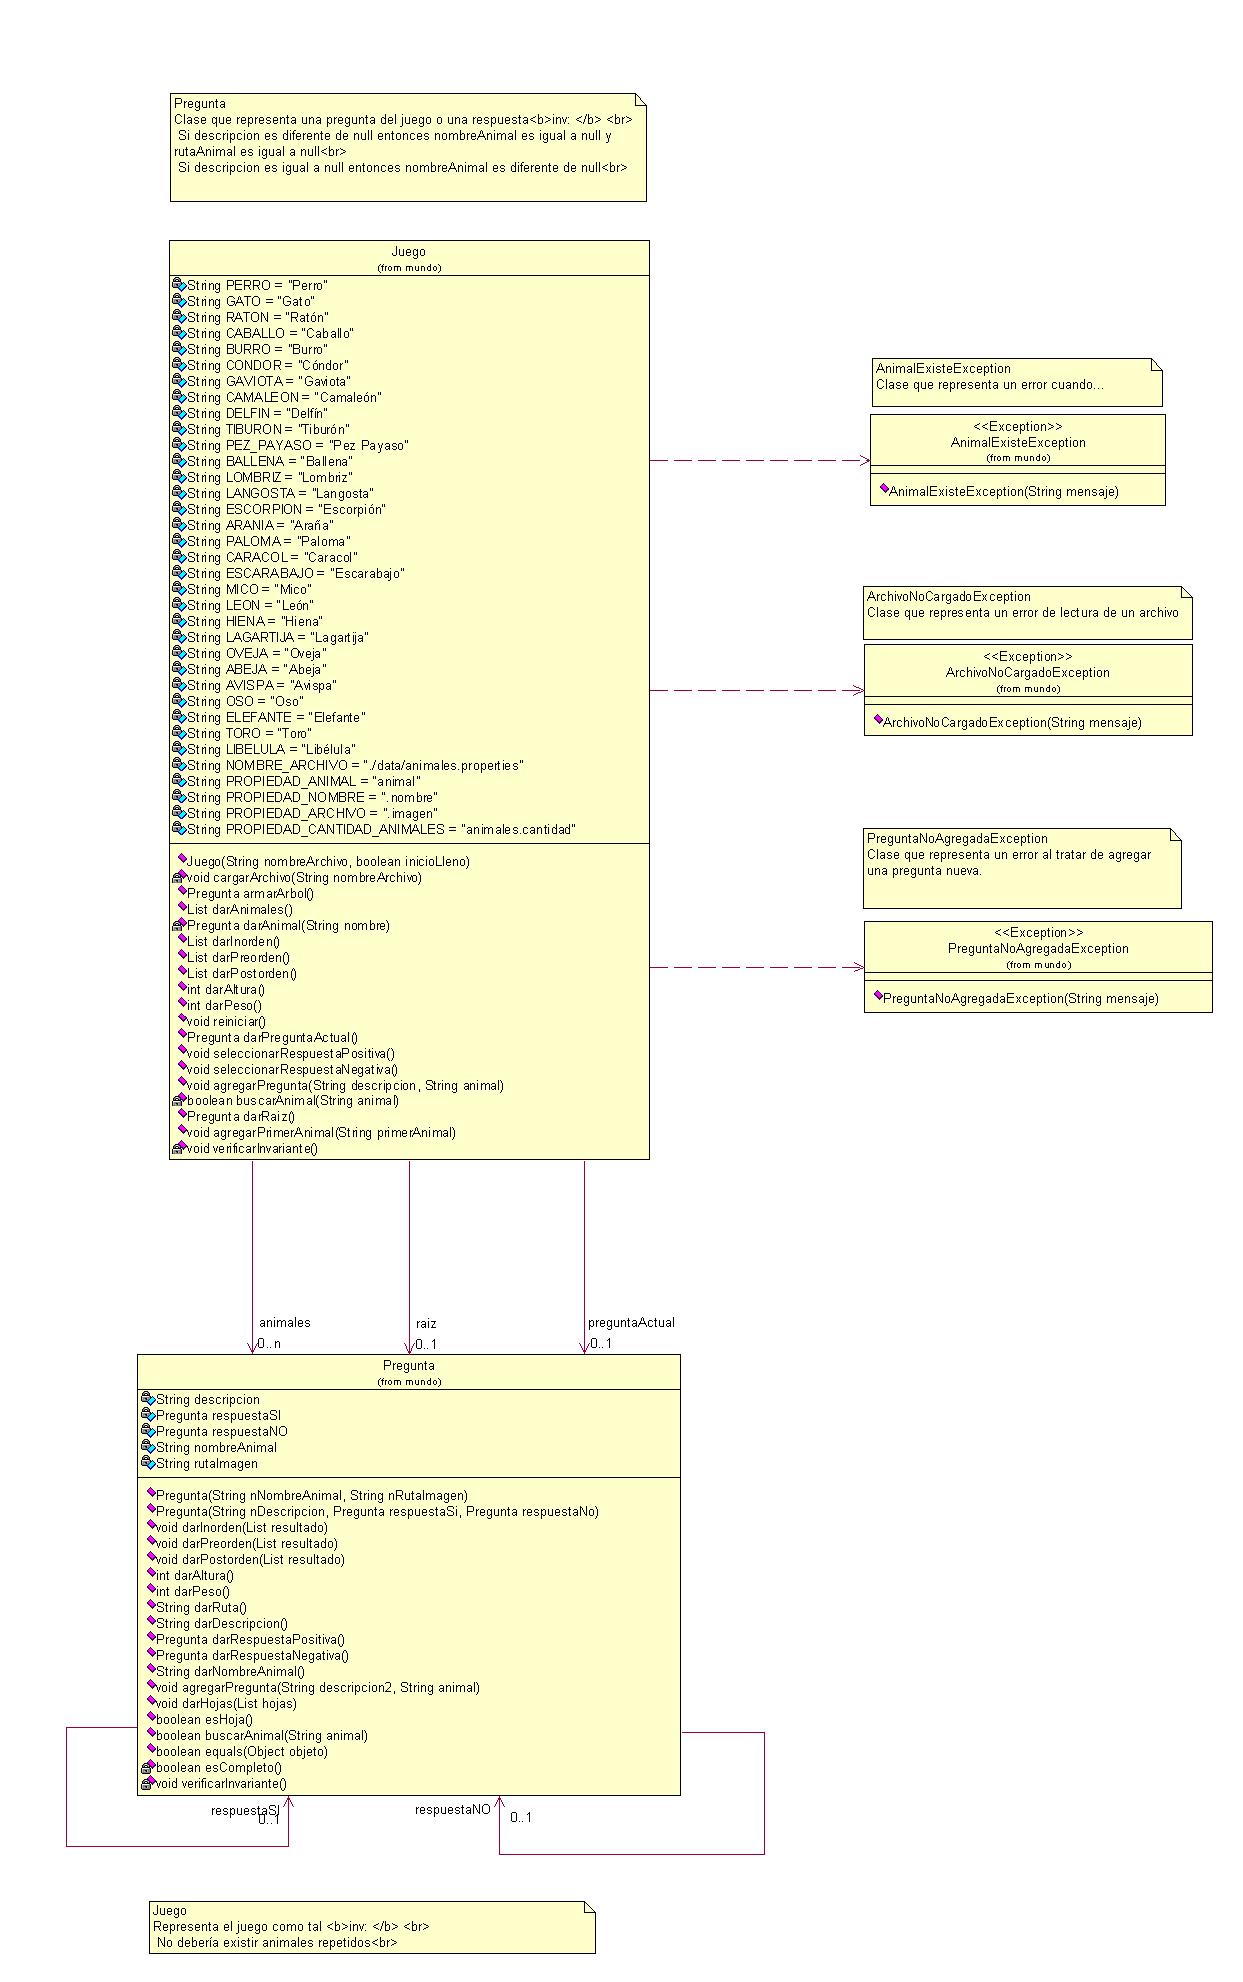 Pregunta
Clase que representa una pregunta del juego o una respuesta<b>inv: </b> <br>
Si descripcion es diferente de null entonces nombreAnimal es igual a null y
rutaAnimal es igual a null<br>
Si descripcion es igual a null entonces nombreAnimal es diferente de null<br>
Juego
(from mundo)
String PERRO = "Perro"
String GATO = "Gato"
String RATON = "Ratón"
String CABALLO = "Caballo"
String BURRO = "Burro"
String CONDOR = "Cóndor"
String GAVIOTA = "Gaviota"
String CAMALEON = "Camaleón"
String DELFIN = "Delfín"
String TIBURON = "Tiburón"
String PEZ_PAYASO = "Pez Payaso"
String BALLENA = "Ballena"
String LOMBRIZ = "Lombriz"
String LANGOSTA = "Langosta"
String ESCORPION = "Escorpión"
String ARANIA = "Araña"
String PALOMA = "Paloma"
String CARACOL = "Caracol"
String ESCARABAJO = "Escarabajo"
String MICO = "Mico"
String LEON = "León"
String HIENA = "Hiena"
String LAGARTIJA = "Lagartija"
String OVEJA = "Oveja"
String ABEJA = "Abeja"
String AVISPA = "Avispa"
String OSO = "Oso"
String ELEFANTE = "Elefante"
String TORO = "Toro"
String LIBELULA = "Libélula"
String NOMBRE_ARCHIVO = "./data/animales.properties"
String PROPIEDAD_ANIMAL = "animal"
String PROPIEDAD_NOMBRE = ".nombre"
String PROPIEDAD_ARCHIVO = ".imagen"
String PROPIEDAD_CANTIDAD_ANIMALES = "animales.cantidad"
Juego(String nombreArchivo, boolean inicioLleno)
void cargarArchivo(String nombreArchivo)
Pregunta armarArbol()
List darAnimales()
Pregunta darAnimal(String nombre)
List darInorden()
List darPreorden()
List darPostorden()
int darAltura()
int darPeso()
void reiniciar()
Pregunta darPreguntaActual()
void seleccionarRespuestaPositiva()
void seleccionarRespuestaNegativa()
void agregarPregunta(String descripcion, String animal)
boolean buscarAnimal(String animal)
Pregunta darRaiz()
void agregarPrimerAnimal(String primerAnimal)
void verificarInvariante()
AnimalExisteException
Clase que representa un error cuando...
<<Exception>>
AnimalExisteException
(from mundo)
AnimalExisteException(String mensaje)
ArchivoNoCargadoException
Clase que representa un error de lectura de un archivo
<<Exception>>
ArchivoNoCargadoException
(from mundo)
ArchivoNoCargadoException(String mensaje)
PreguntaNoAgregadaException
Clase que representa un error al tratar de agregar
una pregunta nueva.
<<Exception>>
PreguntaNoAgregadaException
(from mundo)
PreguntaNoAgregadaException(String mensaje)
animales
0..n
raiz
0..1
preguntaActual
0..1
Pregunta
(from mundo)
String descripcion
Pregunta respuestaSI
Pregunta respuestaNO
String nombreAnimal
String rutaImagen
Pregunta(String nNombreAnimal, String nRutaImagen)
Pregunta(String nDescripcion, Pregunta respuestaSi, Pregunta respuestaNo)
void darInorden(List resultado)
void darPreorden(List resultado)
void darPostorden(List resultado)
int darAltura()
int darPeso()
String darRuta()
String darDescripcion()
Pregunta darRespuestaPositiva()
Pregunta darRespuestaNegativa()
String darNombreAnimal()
void agregarPregunta(String descripcion2, String animal)
void darHojas(List hojas)
boolean esHoja()
boolean buscarAnimal(String animal)
boolean equals(Object objeto)
boolean esCompleto()
void verificarInvariante()
respuestaSI
0..1
respuestaNO
0..1
Juego
Representa el juego como tal <b>inv: </b> <br>
No debería existir animales repetidos<br>